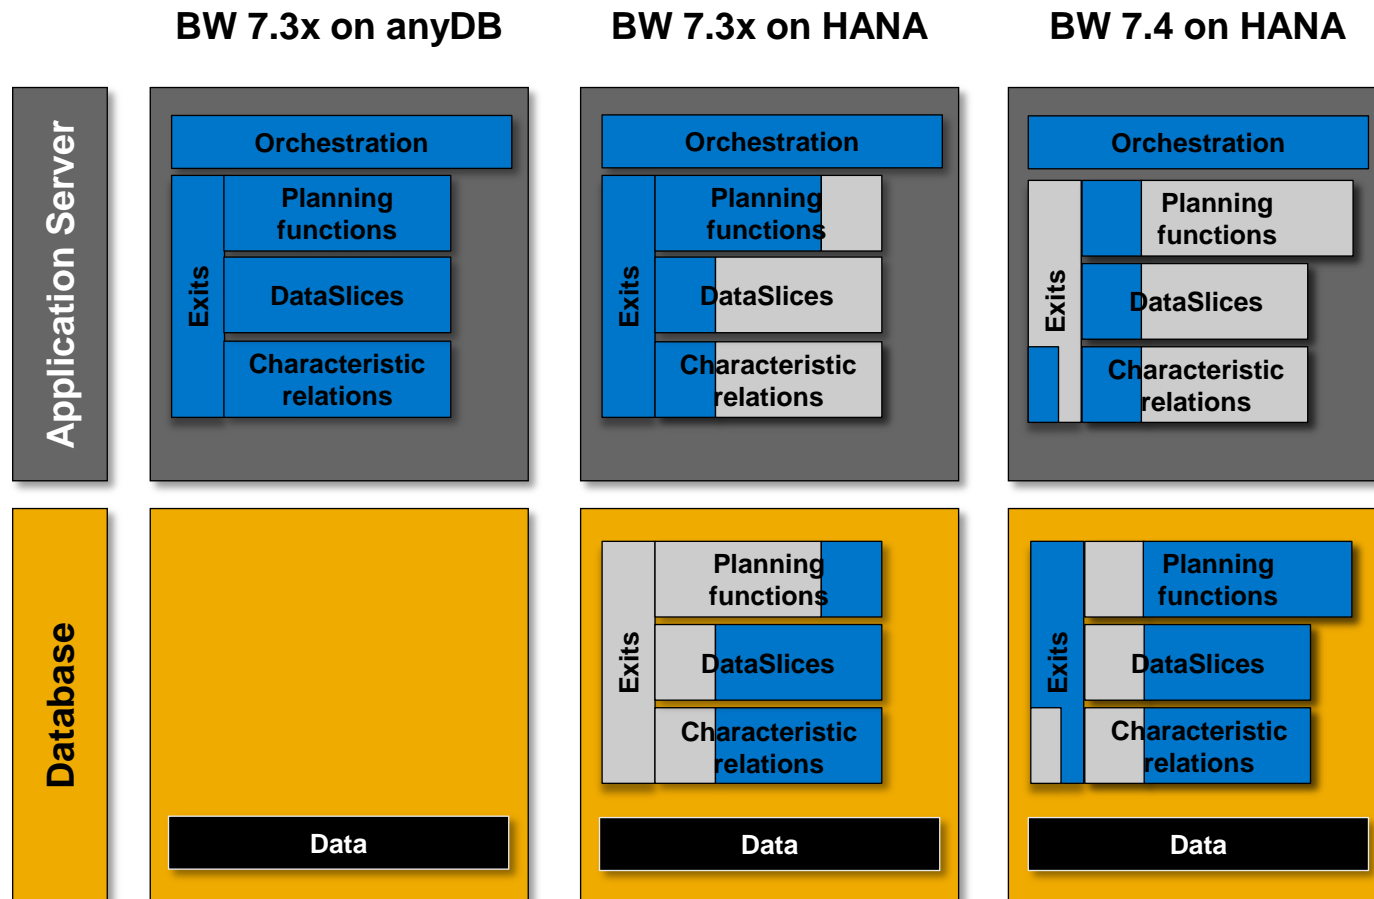 BW 7.3x on anyDB
BW 7.3x on HANA
BW 7.4 on HANA
Application Server
Orchestration
Exits
Planning
functions
DataSlices
Characteristic
relations
Orchestration
Exits
Planning
functions
DataSlices
Characteristic
relations
Orchestration
Exits
Planning
functions
DataSlices
Characteristic
relations
Database
Data
Exits
Planning
functions
DataSlices
Characteristic
relations
Data
Exits
Planning
functions
DataSlices
Characteristic
relations
Data